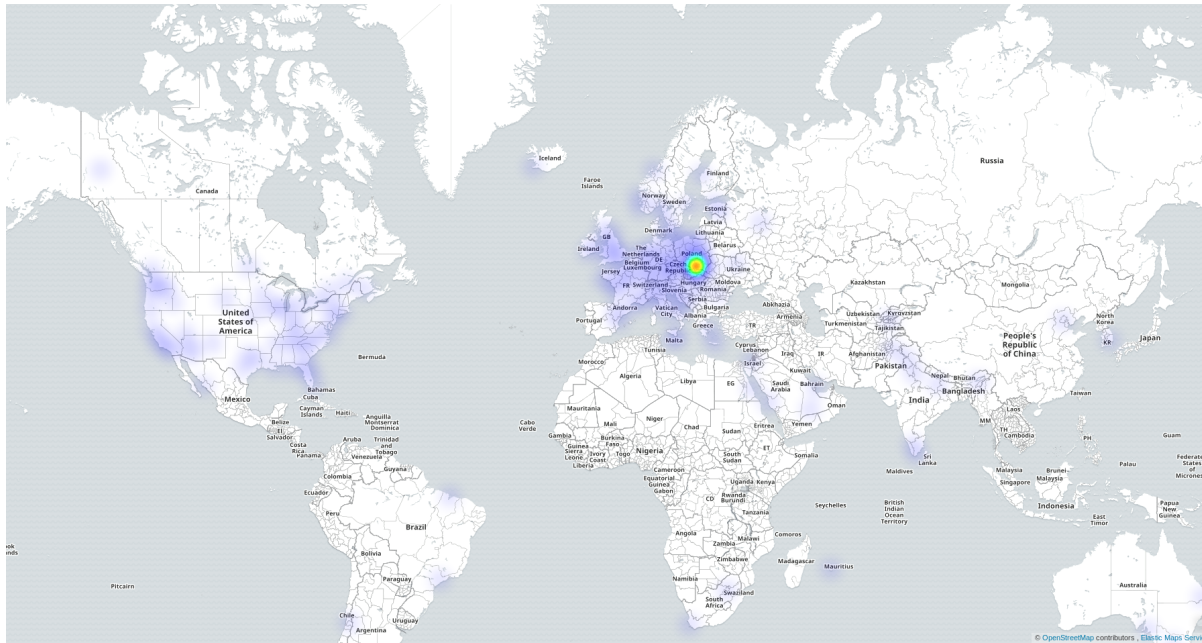 Iceland
Faroe
Islands
Finland
Norway
Sweden
Estonia
Latvia
Lithuania
Denmark
Belarus
GB
Ireland
The
Netherlands
Belgium
Luxembourg
DE
Poland
Czech
Republi
Ukraine
Jersey
FR
Switzerland
Slovenia
Hungary
Moldova
Romania
Serbia
Bulgaria
Andorra
Vatican
City
Albania
Portugal
Greece
Malta
Tunisia
Abkhazia
Armenia
TR
Cyprus
Lebanon
Israel
Iraq
IR
Kuwait
Russia
Kazakhstan
Mongolia
Uzbekistan
Kyrgyzstan
Turkmenistan
Tajikistan
Afghanistan
Pakistan
People's
Republic
of China
North
Korea
KR
Japan
Canada
United
States of
America
Bermuda
Bahamas
Cuba
Mexico
Cayman
Islands
Haiti
Belize
El
Salvador
Anguilla
Montserrat
Dominica
Costa
Rica
Panama
Aruba
Trinidad
and
Tobago
Venezuela
Colombia
Guyana
Ecuador
Peru
Brazil
Bolivia
Paraguay
Chile
Uruguay
Argentina
Pitcairn
ook
nds
Morocco
Algeria
Libya
EG
Saudi
Arabia
Bahrain
Oman
Yemen
Mauritania
Mali
Niger
Chad
Sudan
Eritrea
Cabo
Verde
Gambia
Guinea
Sierra
Leone
Liberia
Burkina
Faso
Ivory
Coast
Togo
Nigeria
South
Sudan
ET
Somalia
Cameroon
Equatorial
Guinea
Gabon
CD
Uganda
Kenya
Rwanda
Burundi
Tanzania
Seychelles
Angola
Zambia
Malawi
Comoros
Zimbabwe
Madagascar
Mauritius
Namibia
Swaziland
South
Africa
Nepal
Bhutan
Bangladesh
India
Sri
Lanka
Maldives
British
Indian
Ocean
Territory
MM
Laos
TH
Cambodia
Taiwan
PH
Guam
Palau
Federate
States
of
Micrones
Malaysia
Singapore
Brunei
Malaysia
Indonesia
East
Timor
Papua
New
Guinea
Australia
© OpenStreetMap contributors , Elastic Maps Servi